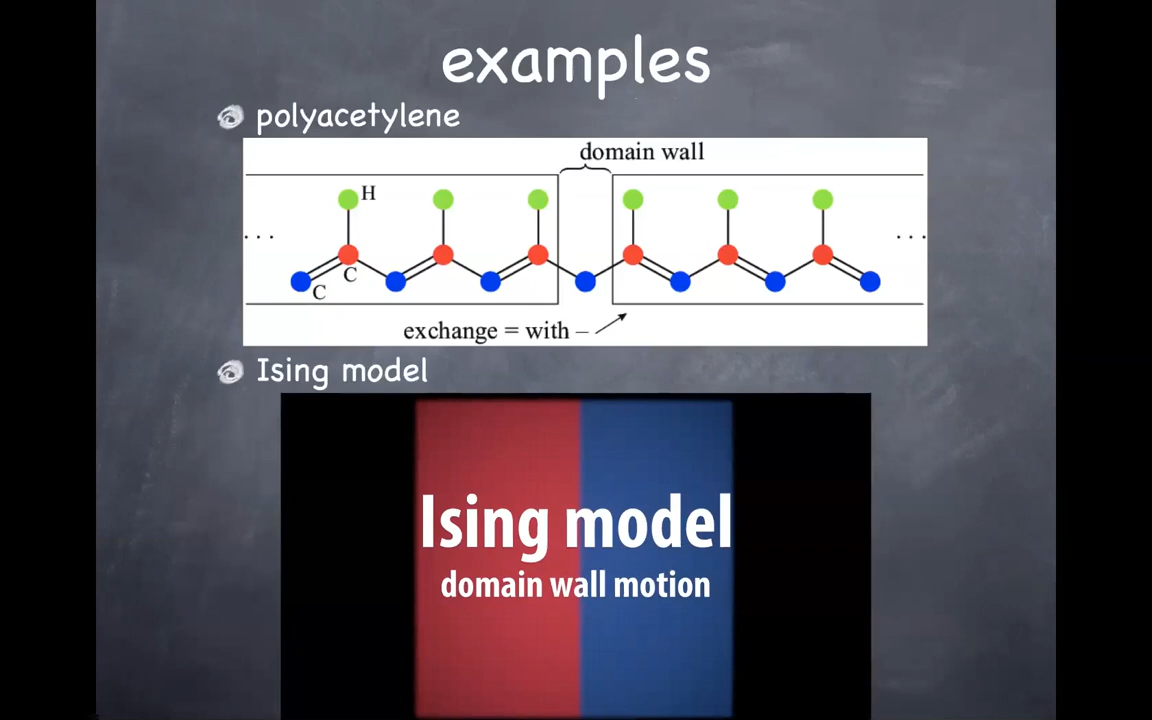 examples
polyacetylene
domain wall
H
. . .
. . .
C
C
exchange = with –
Ising model
Ising model
domain wall motion